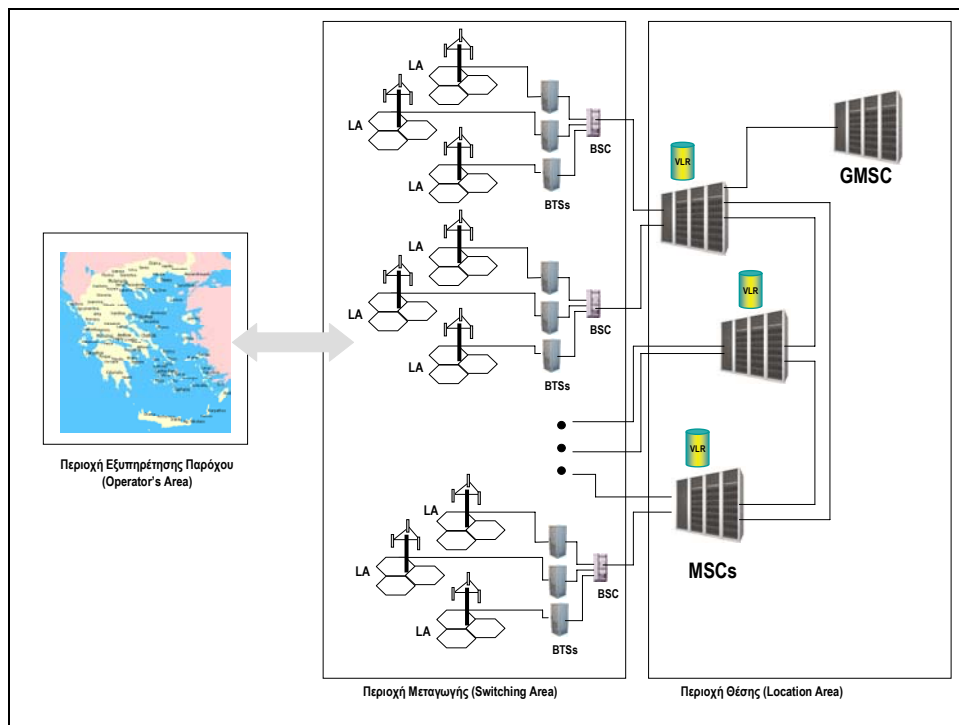 LA
LA
LA
BTSs
BSC
LA
LA
LA
BTSs
BSC
LA
LA
LA
BTSs
BSC
VLR
GMSC
VLR
VLR
MSCs
Περιοχή Εξυπηρέτησης Παρόχου
(Operator's Area)
Περιοχή Μεταγωγής (Switching Area)
Περιοχή Θέσης (Location Area)